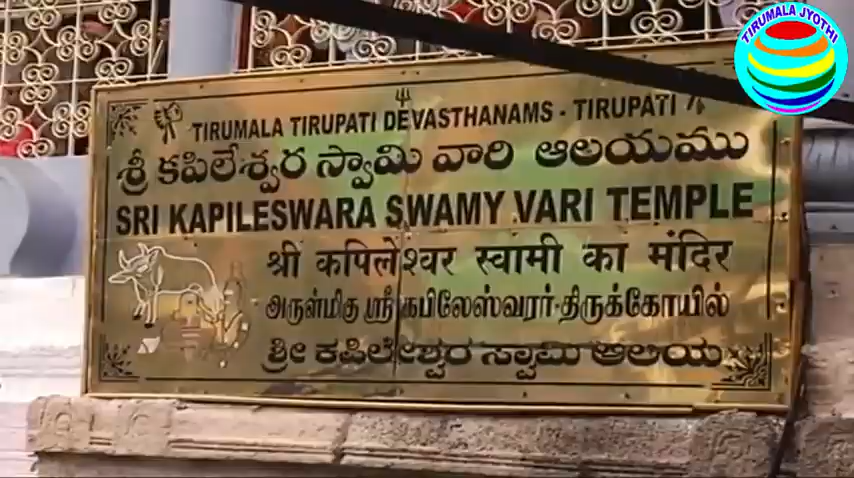 TIRUMALA JYOTHI
TIRUMALA TIRUPATI DEVASTHANAMS - TIRUPATI
శ్రీ కపిలేశ్వర స్వామి వారి ఆలయము
SRI KAPILESWARA SWAMY VARI TEMPLE
श्री कपिलेश्वर स्वामी का मंदिर
அருள்மிகு ஸ்ரீ கபிலேஸ்வரர் திருக்கோயில்
ಶ್ರೀ ಕಪಿಲೇಶ್ವರ ಸ್ವಾಮಿ ಆಲಯ